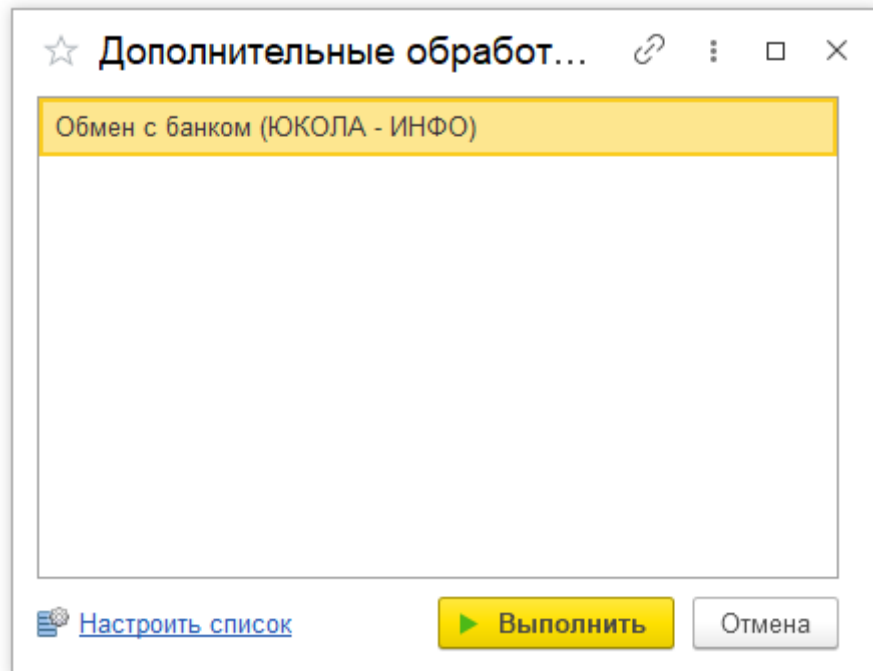 Дополнительные обработ...
Обмен с банком (ЮКОЛА - ИНФО)
Настроить список
Выполнить
Отмена